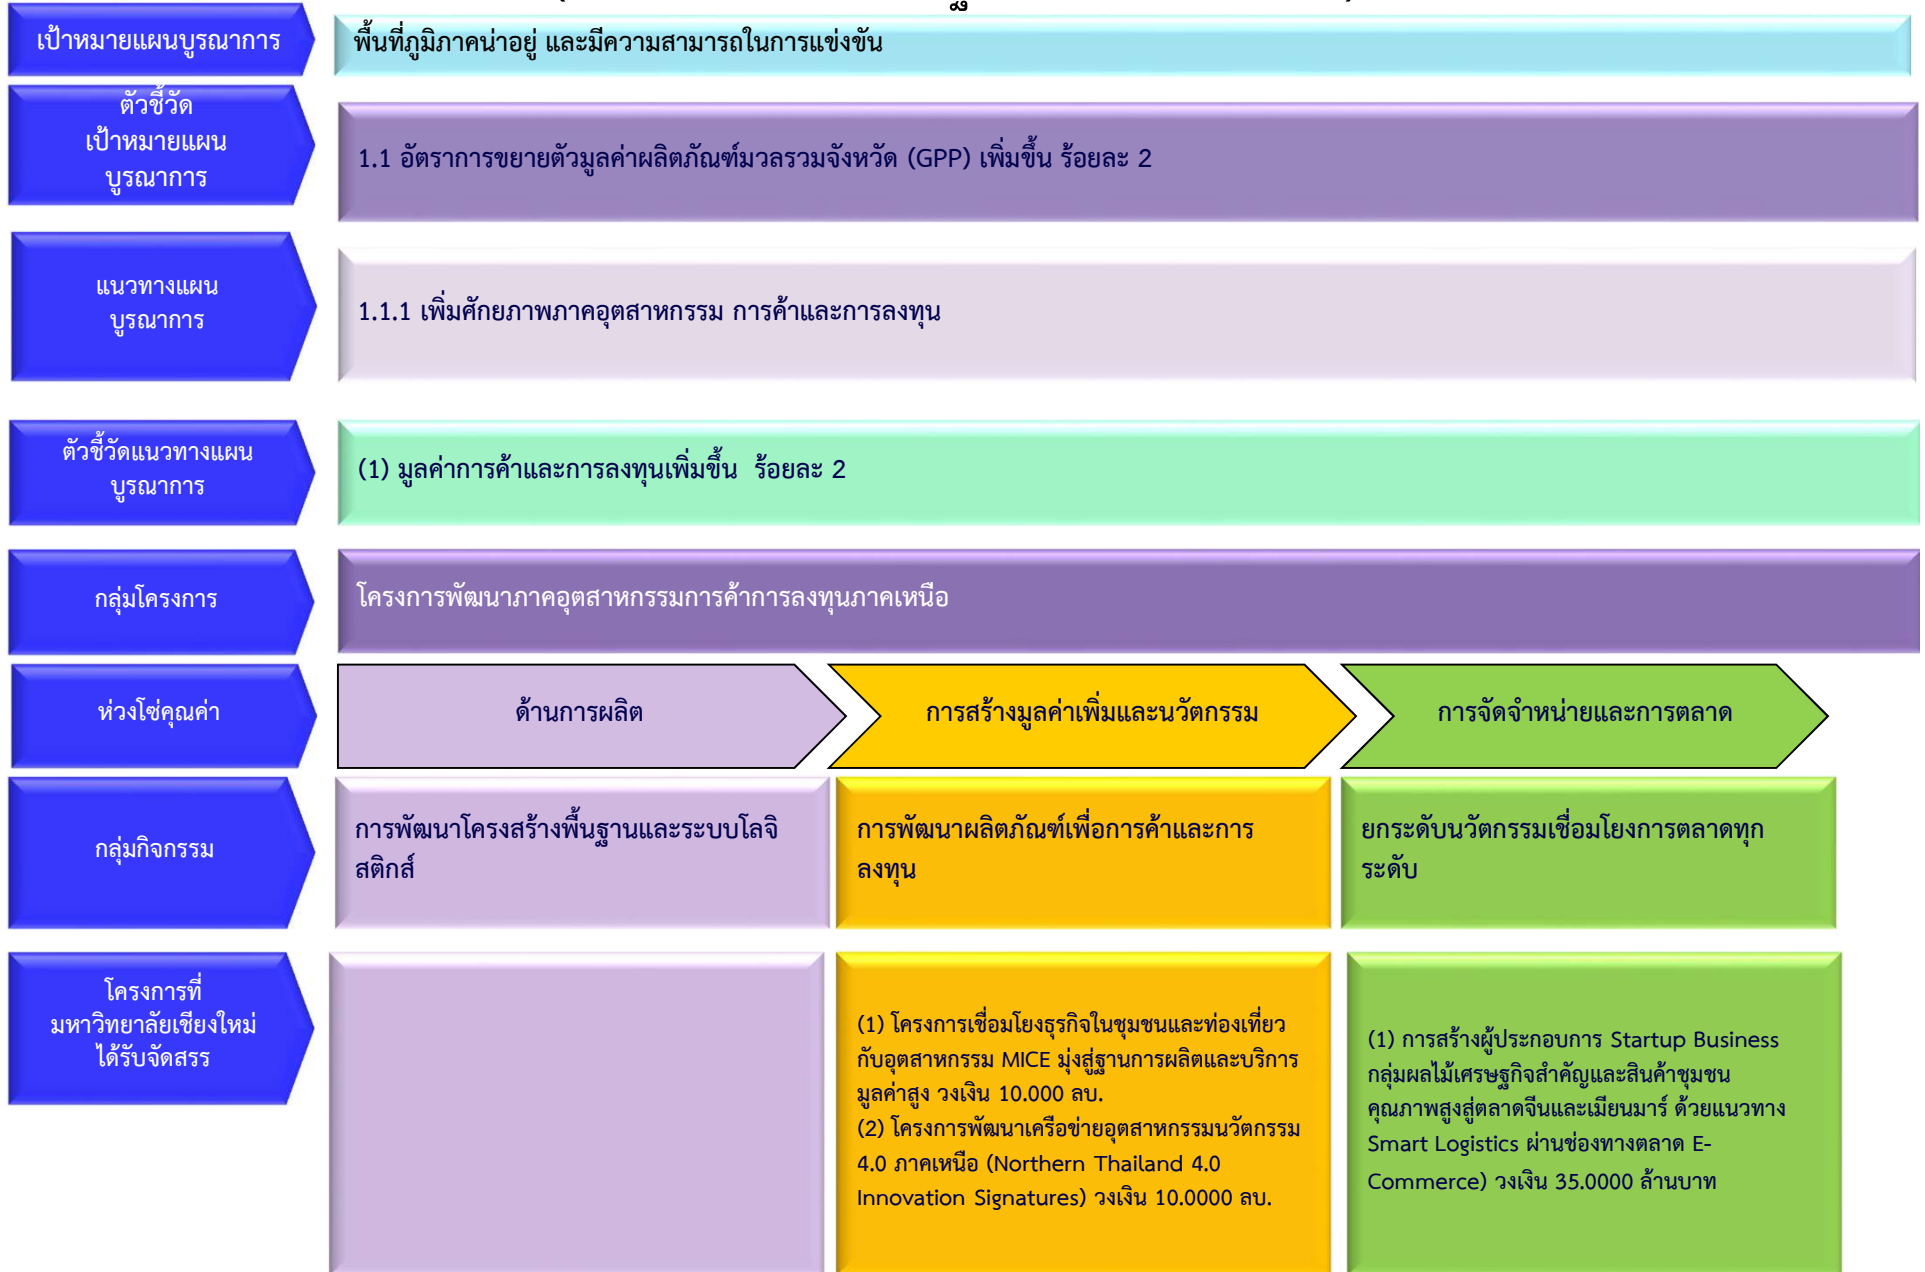 เป้าหมายแผนบูรณาการ
พื้นที่ภูมิภาคน่าอยู่ และมีความสามารถในการแข่งขัน
ตัวชี้วัด
เป้าหมายแผน
บูรณาการ
1.1 อัตราการขยายตัวมูลค่าผลิตภัณฑ์มวลรวมจังหวัด (GPP) เพิ่มขึ้น ร้อยละ 2
แนวทางแผน
บูรณาการ
1.1.1 เพิ่มศักยภาพภาคอุตสาหกรรม การค้าและการลงทุน
ตัวชี้วัดแนวทางแผน
บูรณาการ
(1) มูลค่าการค้าและการลงทุนเพิ่มขึ้น ร้อยละ 2
กลุ่มโครงการ
โครงการพัฒนาภาคอุตสาหกรรมการค้าการลงทุนภาคเหนือ
ห่วงโซ่คุณค่า
ด้านการผลิต
การสร้างมูลค่าเพิ่มและนวัตกรรม
การจัดจำหน่ายและการตลาด
กลุ่มกิจกรรม
การพัฒนาโครงสร้างพื้นฐานและระบบโลจิ
สติกส์
การพัฒนาผลิตภัณฑ์เพื่อการค้าและการ
ลงทุน
ยกระดับนวัตกรรมเชื่อมโยงการตลาดทุก
ระดับ
โครงการที่
มหาวิทยาลัยเชียงใหม่
ได้รับจัดสรร
(1) โครงการเชื่อมโยงธุรกิจในชุมชนและท่องเที่ยว
กับอุตสาหกรรม MICE มุ่งสู่ฐานการผลิตและบริการ
มูลค่าสูง วงเงิน 10.000 ลบ.
(2) โครงการพัฒนาเครือข่ายอุตสาหกรรมนวัตกรรม
4.0 ภาคเหนือ (Northern Thailand 4.0
Innovation Signatures) วงเงิน 10.0000 ลบ.
(1) การสร้างผู้ประกอบการ Startup Business
กลุ่มผลไม้เศรษฐกิจสำคัญและสินค้าชุมชน
คุณภาพสูงสู่ตลาดจีนและเมียนมาร์ ด้วยแนวทาง
Smart Logistics ผ่านช่องทางตลาด E-
Commerce) วงเงิน 35.0000 ล้านบาท